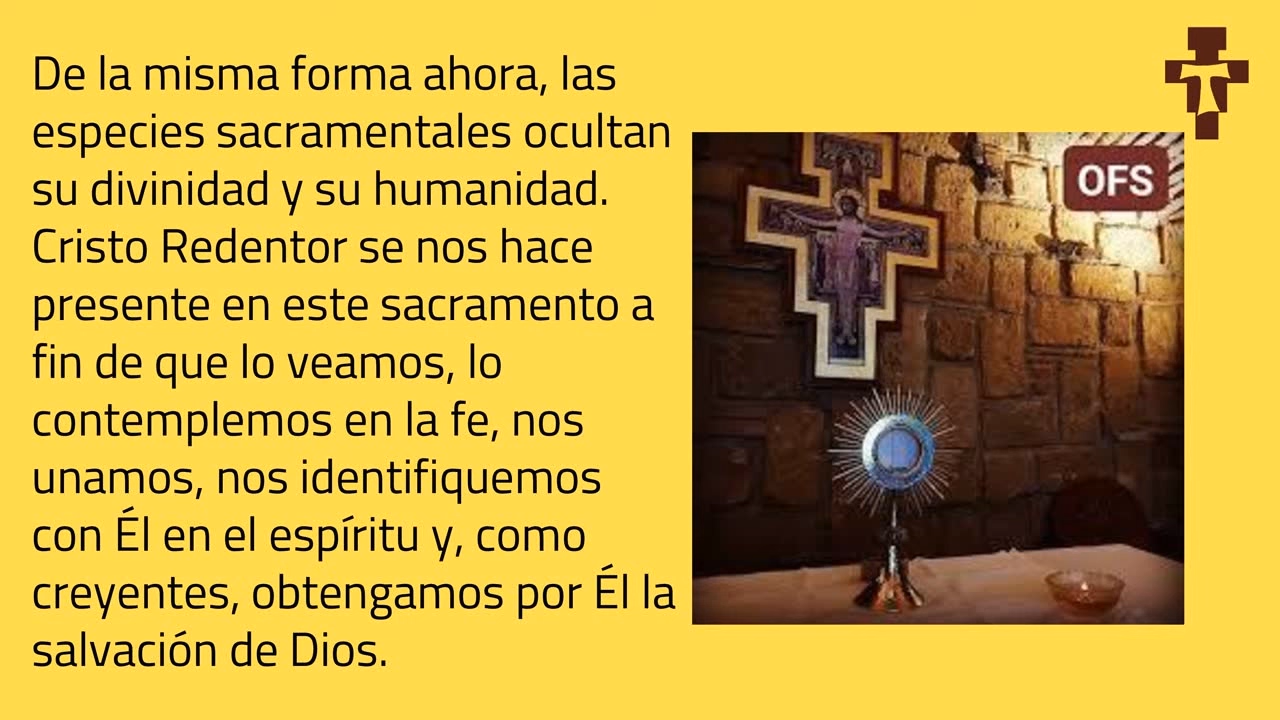 De la misma forma ahora, las
especies sacramentales ocultan
su divinidad y su humanidad.
Cristo Redentor se nos hace
presente en este sacramento a
fin de que lo veamos, lo
contemplemos en la fe, nos
unamos, nos identifiquemos
con Él en el espíritu y, como
creyentes, obtengamos por Él la
salvación de Dios.
OFS